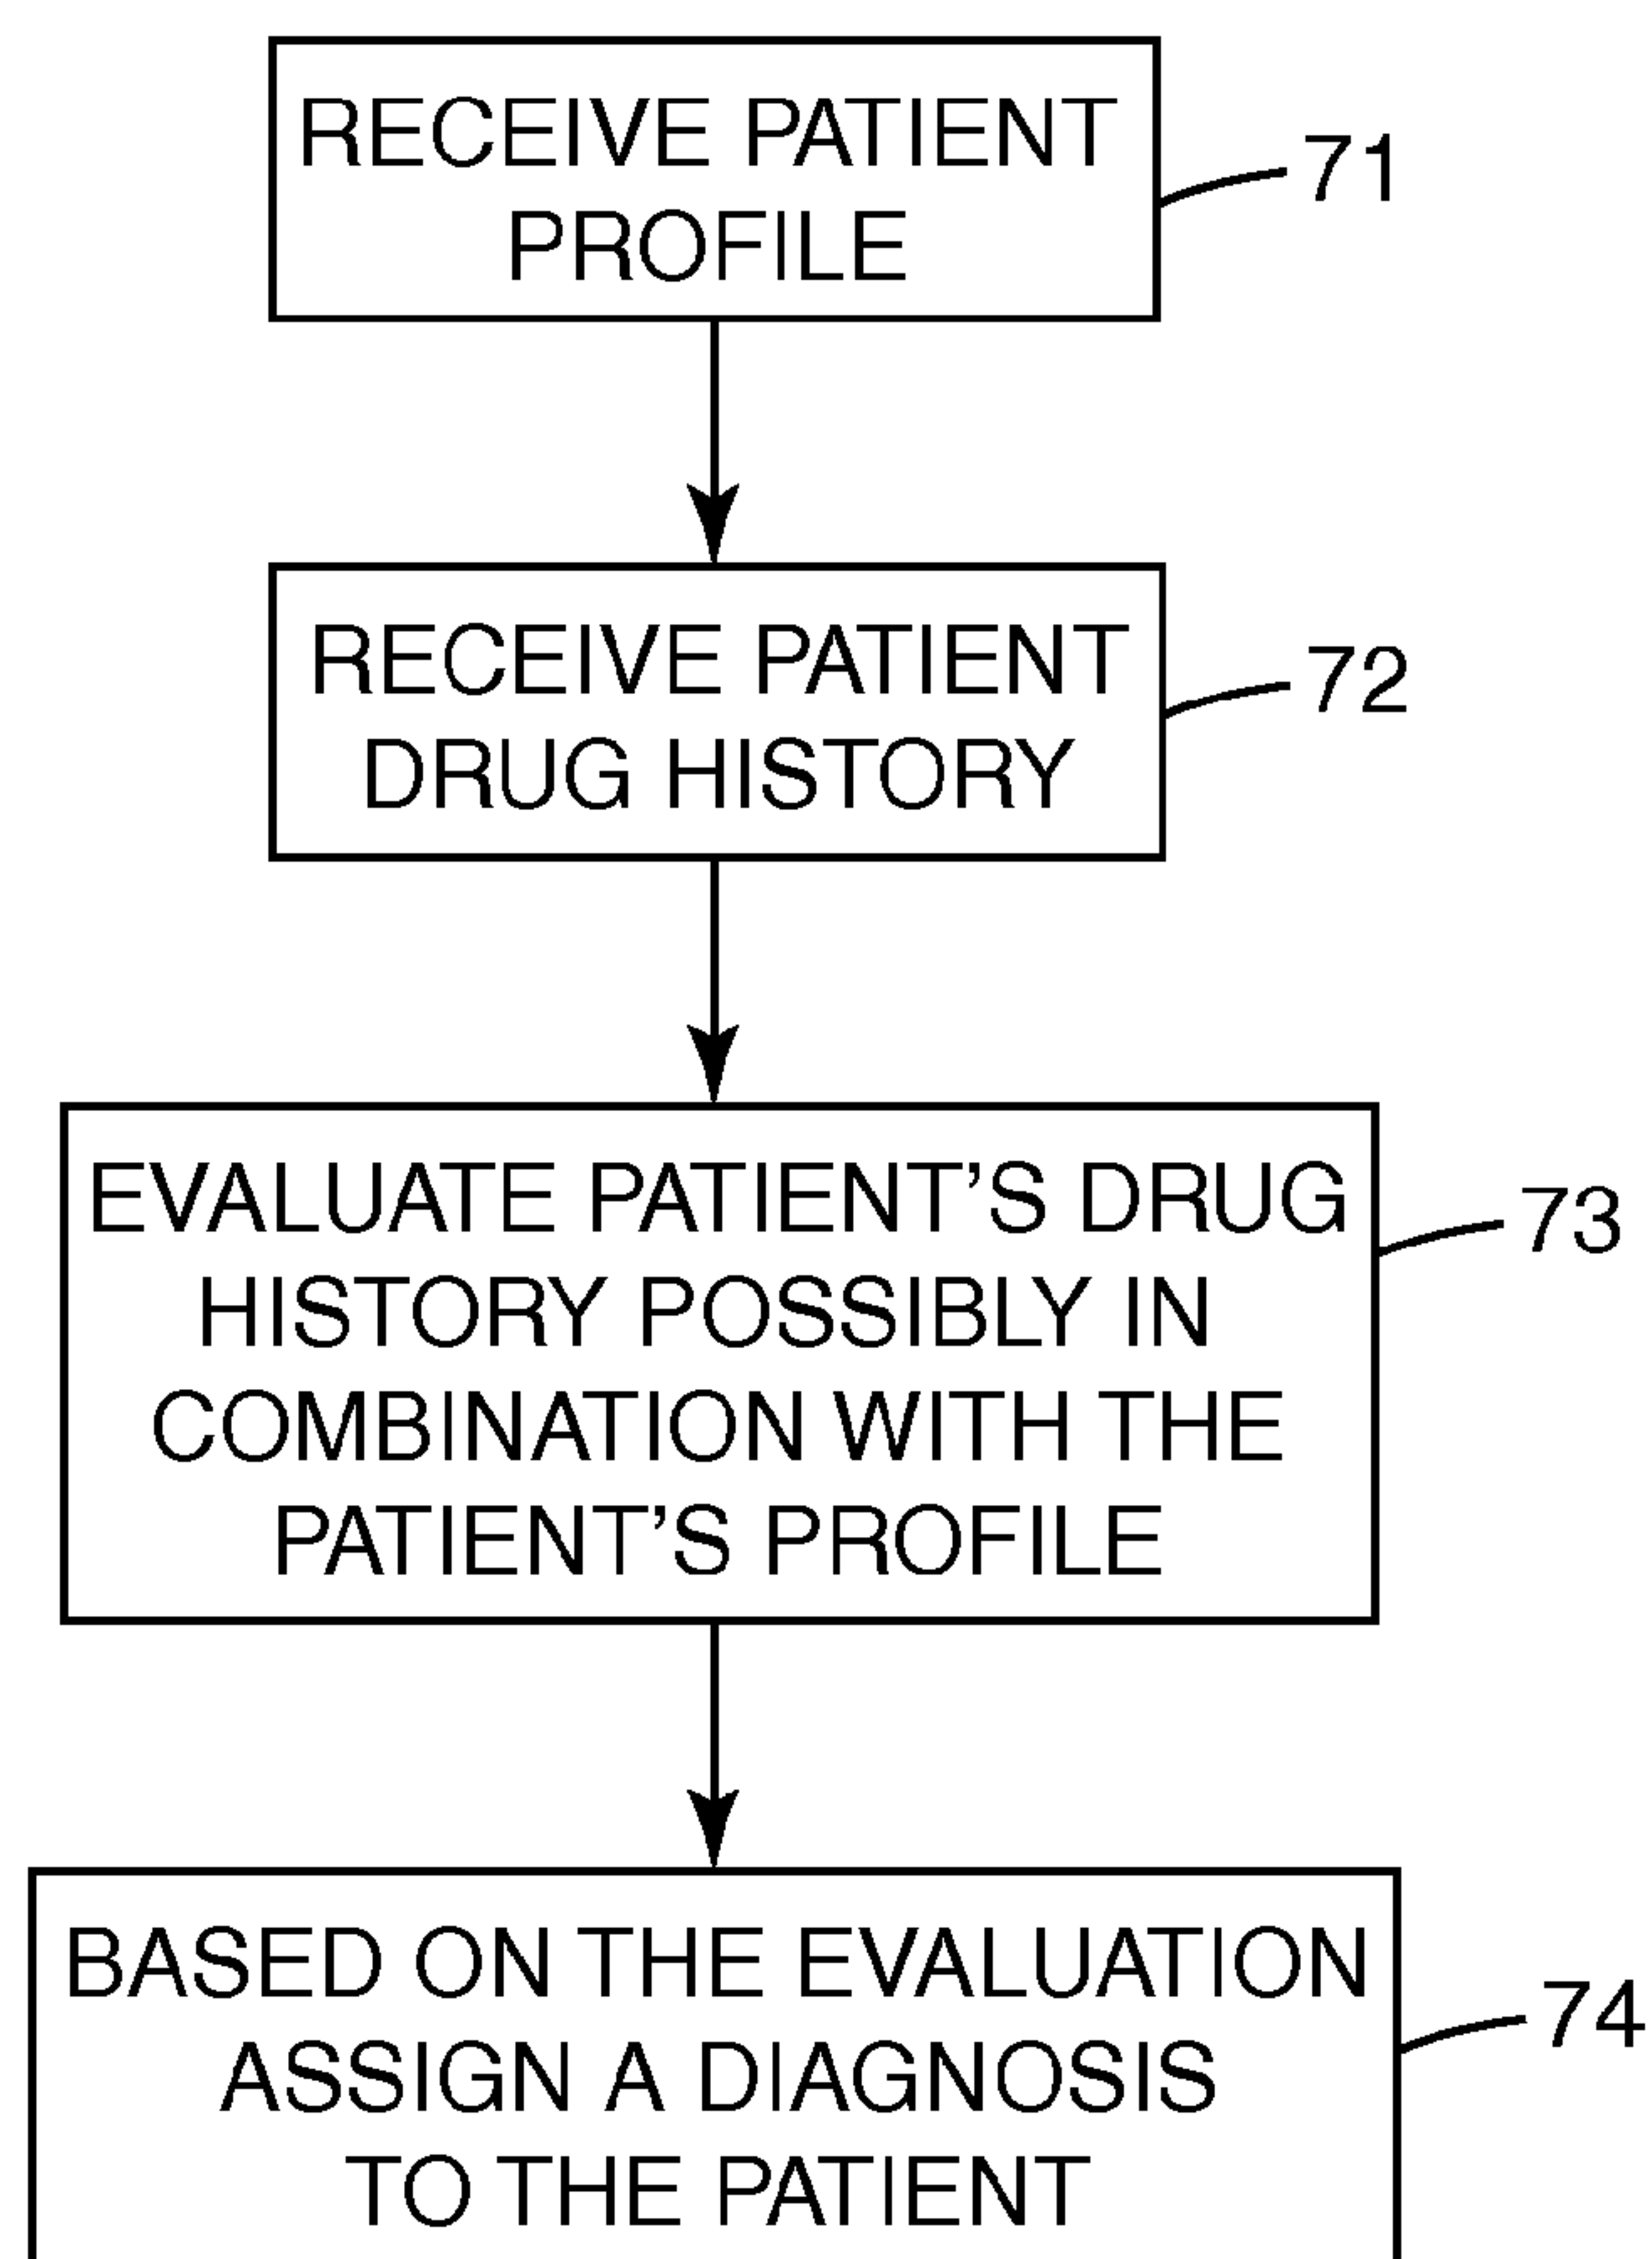 RECEIVE PATIENT
PROFILE
71
RECEIVE PATIENT
DRUG HISTORY
72
EVALUATE PATIENT'S DRUG
HISTORY POSSIBLY IN
COMBINATION WITH THE
PATIENT'S PROFILE
73
BASED ON THE EVALUATION
ASSIGN A DIAGNOSIS
TO THE PATIENT
74